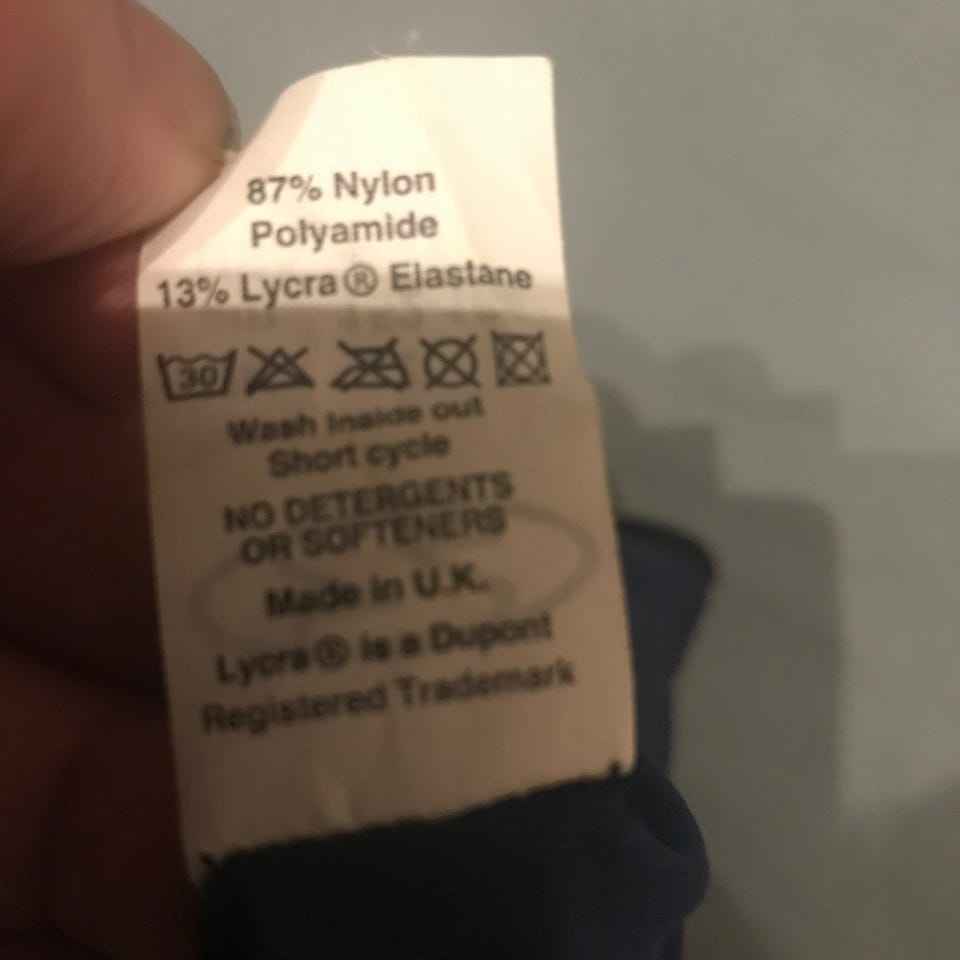 87% Nylon
Polyamide
13% Lycra® Elastane
30
Wash Inside out
Short cycle
NO DETERGENTS
OR SOFTENERS
Made in U.K.
Lycra® is a Dupont
Registered Trademark